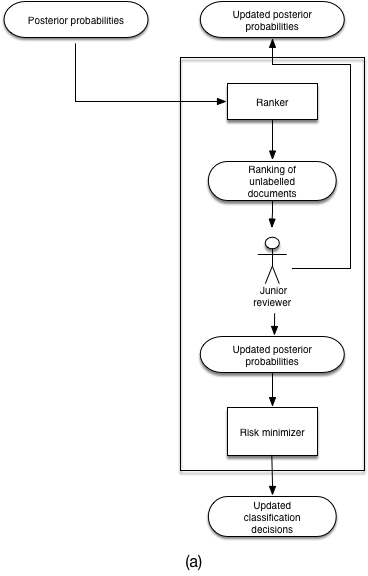 Posterior probabilities
Updated posterior
probabilities
Ranker
Ranking of
unlabelled
documents
Junior
reviewer
Updated posterior
probabilities
Risk minimizer
Updated
classification
decisions
(a)